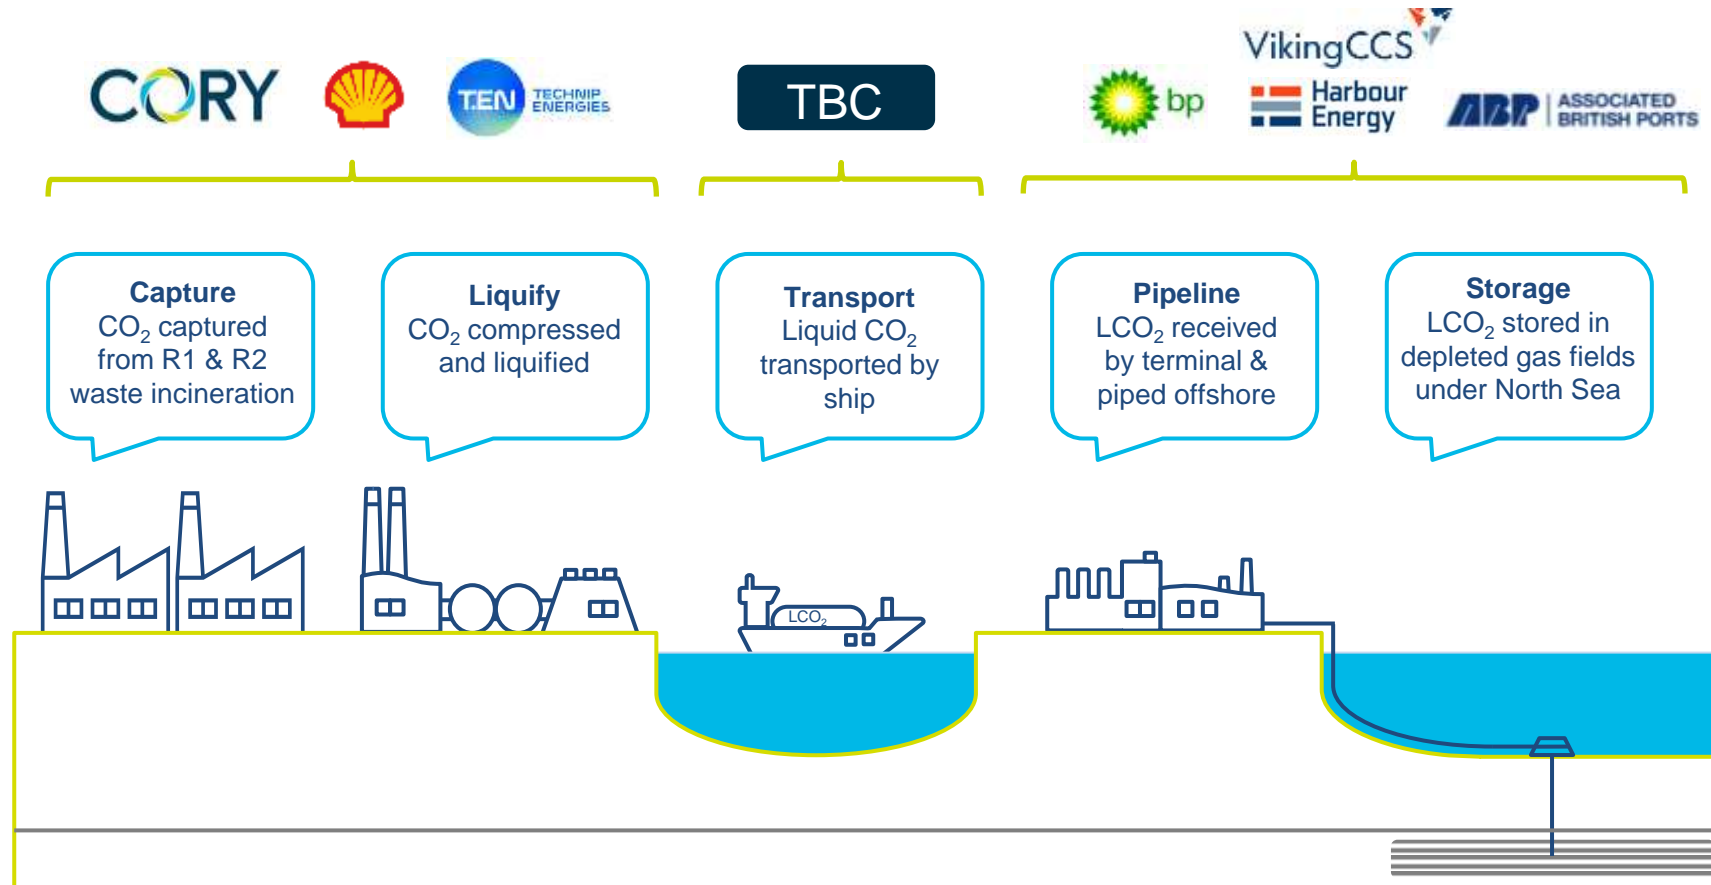 CORY
T.EN TECHNIP
ENERGIES
TBC
bp
VikingCCS
Harbour
Energy
ABP ASSOCIATED
BRITISH PORTS
Capture
CO₂ captured
from R1 & R2
waste incineration
Liquify
CO₂ compressed
and liquified
Transport
Liquid CO₂
transported by
ship
Pipeline
LCO₂ received
by terminal &
piped offshore
Storage
LCO₂ stored in
depleted gas fields
under North Sea
LCO₂